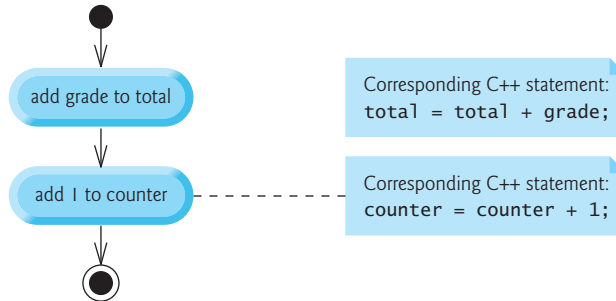 add grade to total
Corresponding C++ statement:
total = total + grade;
add 1 to counter
Corresponding C++ statement:
counter = counter + 1;